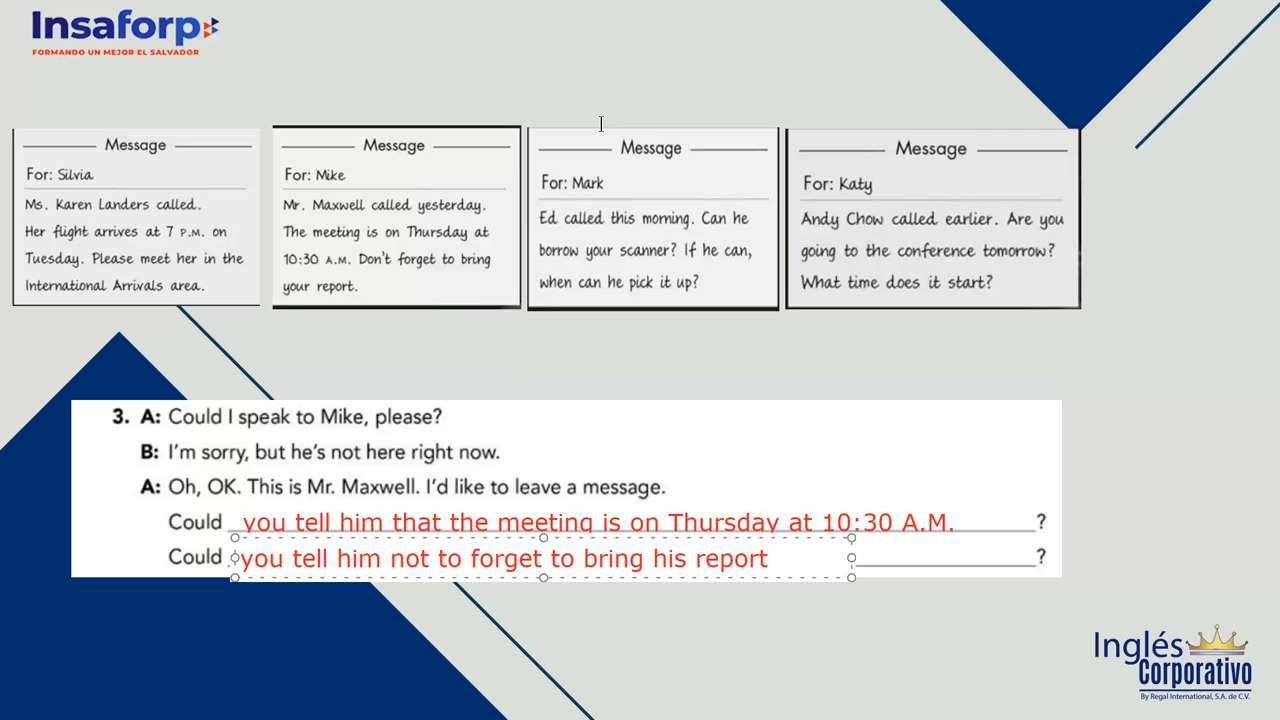 Insaforp
FORMANDO UN MEJOR EL SALVADOR
Message
For: Silvia
Ms. Karen Landers called.
Her flight arrives at 7 P.M. on
Tuesday. Please meet her in the
International Arrivals area.
Message
For: Mike
Mr. Maxwell called yesterday.
The meeting is on Thursday at
10:30 A.M. Don't forget to bring
your report.
Message
For: Mark
Ed called this morning. Can he
borrow your scanner? If he can,
when can he pick it up?
Message
For: Katy
Andy Chow called earlier. Are you
going to the conference tomorrow?
What time does it start?
3. A: Could I speak to Mike, please?
B: I'm sorry, but he's not here right now.
A: Oh, OK. This is Mr. Maxwell. I'd like to leave a message.
Could you tell him that the meeting is on Thursday at 10:30 A.M. ?
Could you tell him not to forget to bring his report ?
Inglés
Corporativo
By Regal International, S.A. de C.V.